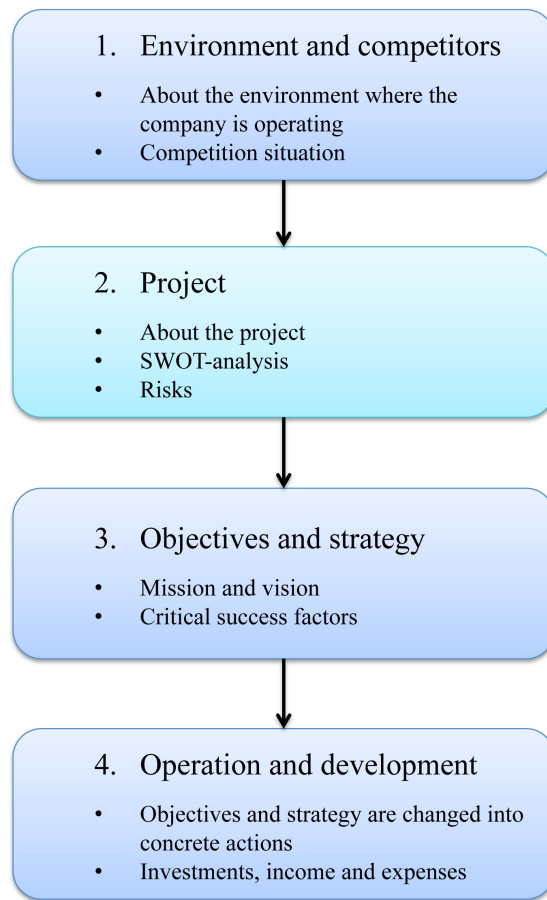 1. Environment and competitors
• About the environment where the
company is operating
• Competition situation
2. Project
• About the project
• SWOT-analysis
• Risks
3. Objectives and strategy
• Mission and vision
• Critical success factors
4. Operation and development
• Objectives and strategy are changed into
concrete actions
• Investments, income and expenses